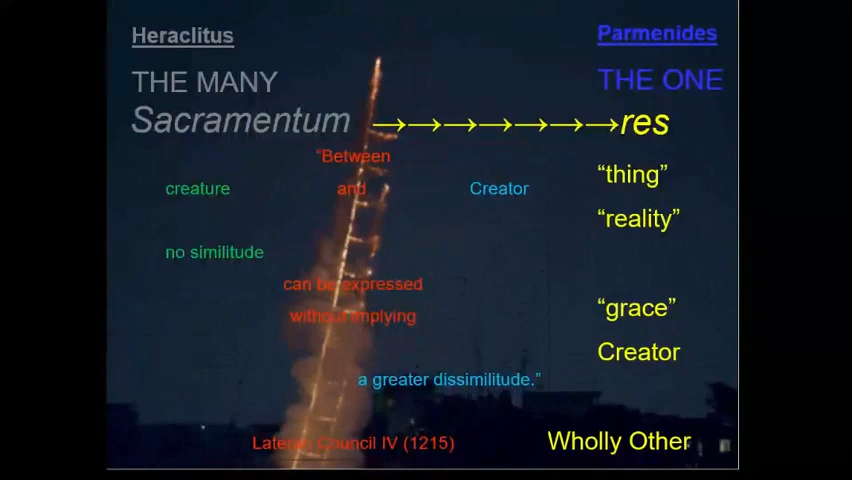 Heraclitus
Parmenides
THE MANY
THE ONE
Sacramentum →→→→→→→res
“Between
“thing”
creature and Creator
“reality”
no similitude
can be expressed
“grace”
without implying
Creator
a greater dissimilitude.”
Lateran Council IV (1215)
Wholly Other